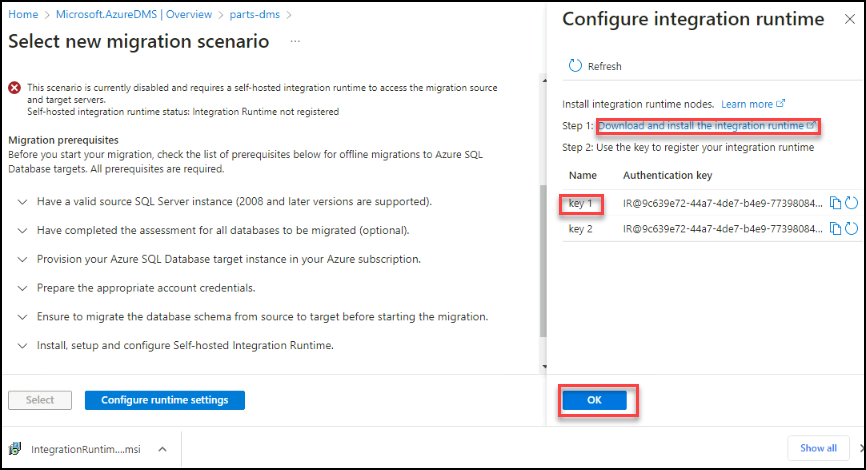 Home > Microsoft.AzureDMS | Overview > parts-dms >
Select new migration scenario ...
This scenario is currently disabled and requires a self-hosted integration runtime to access the migration source
and target servers.
Self-hosted integration runtime status: Integration Runtime not registered
Migration prerequisites
Before you start your migration, check the list of prerequisites below for offline migrations to Azure SQL
Database targets. All prerequisites are required.
Have a valid source SQL Server instance (2008 and later versions are supported).
Have completed the assessment for all databases to be migrated (optional).
Provision your Azure SQL Database target instance in your Azure subscription.
Prepare the appropriate account credentials.
Ensure to migrate the database schema from source to target before starting the migration.
Install, setup and configure Self-hosted Integration Runtime.
Select
Configure runtime settings
Configure integration runtime
Refresh
Install integration runtime nodes. Learn more
Step 1: Download and install the integration runtime
Step 2: Use the key to register your integration runtime
Name Authentication key
key 1 IR@9c639e72-44a7-4de7-b4e9-77398084...
key 2 IR@9c639e72-44a7-4de7-b4e9-77398084...
OK
IntegrationRuntim....msi
Show all